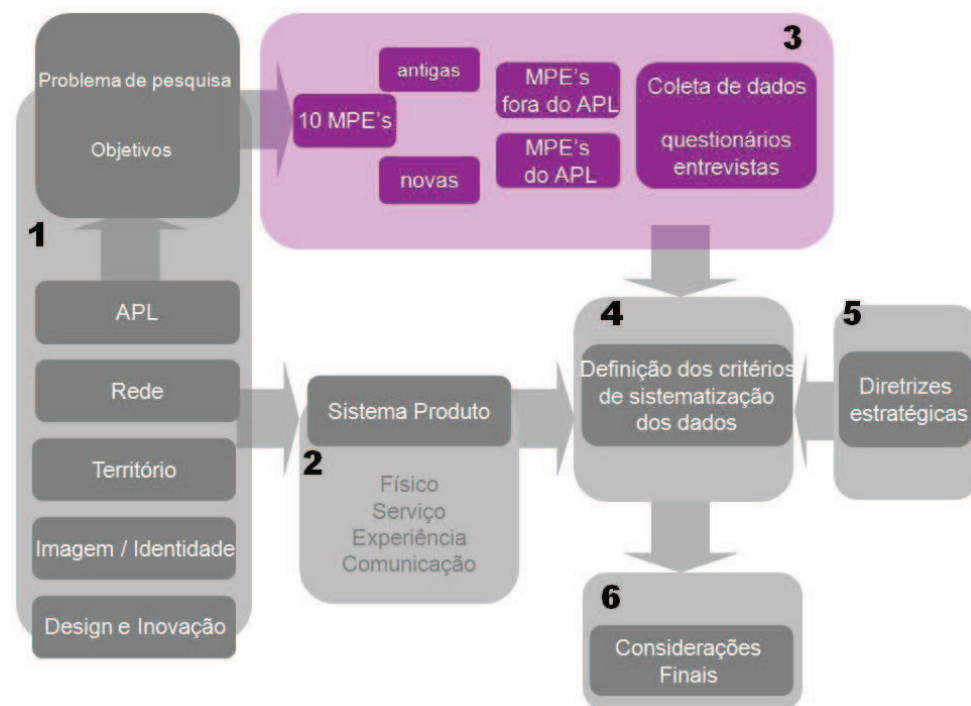 1
Problema de pesquisa
Objetivos
APL
Rede
Território
Imagem / Identidade
Design e Inovação
2
Sistema Produto
Físico
Serviço
Experiência
Comunicação
3
10 MPE's
antigas
novas
MPE's
fora do APL
MPE's
do APL
Coleta de dados
questionários
entrevistas
4
Definição dos critérios
de sistematização
dos dados
5
Diretrizes
estratégicas
6
Considerações
Finais